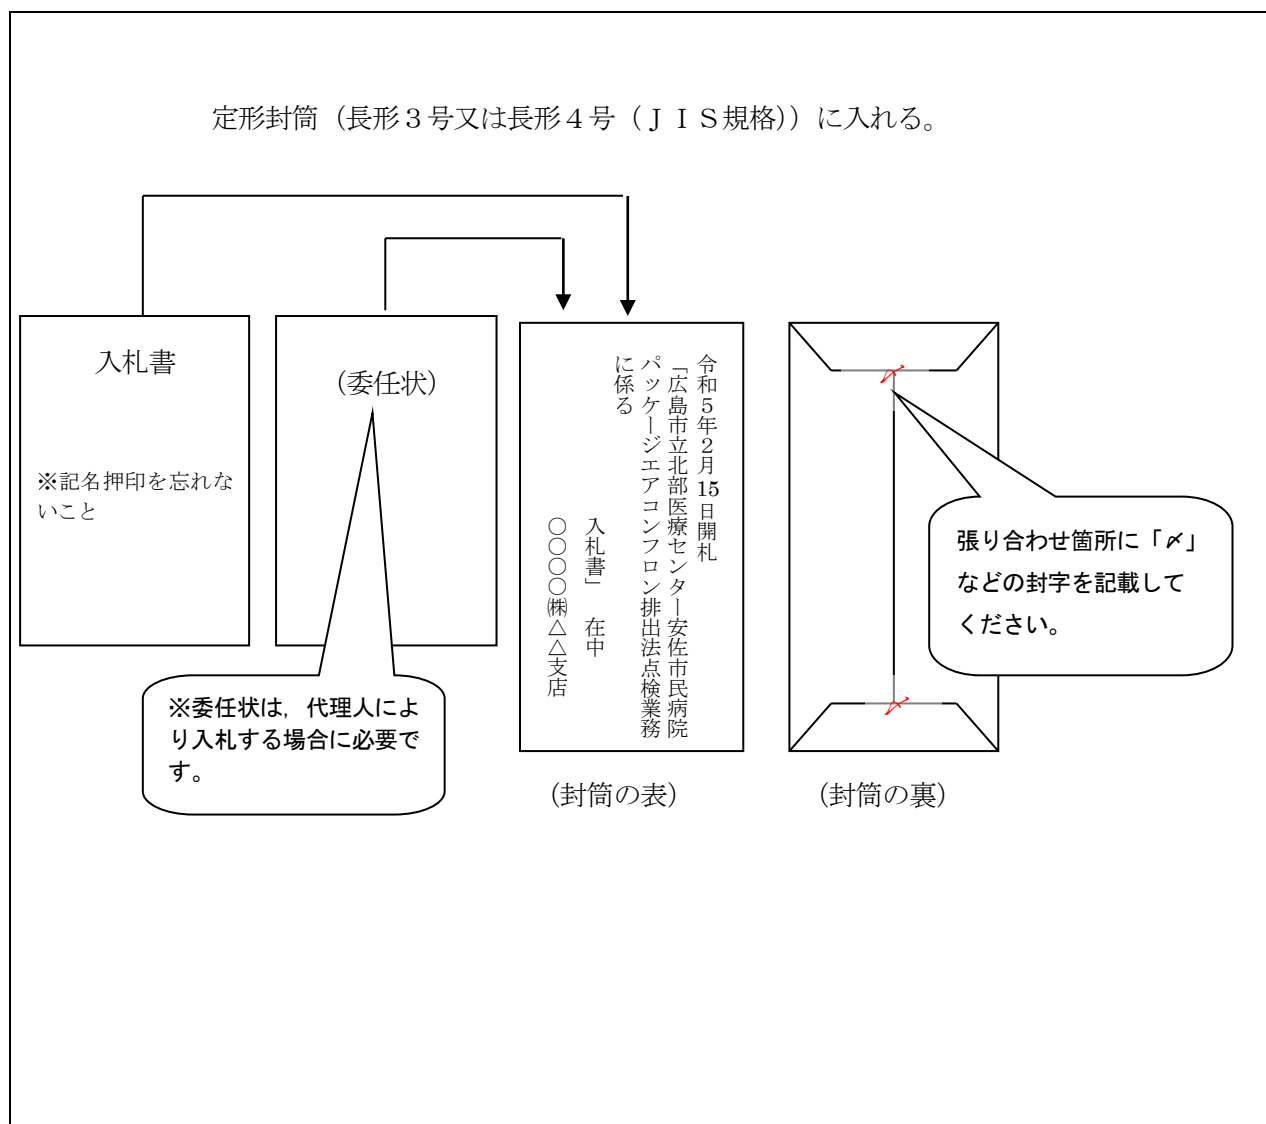 定形封筒（長形３号又は長形４号（ＪＩＳ規格））に入れる。
入札書
※記名押印を忘れな
いこと
（委任状）
※委任状は，代理人によ
り入札する場合に必要で
す。
令和５年２月15日開札
「広島市立北部医療センター安佐市民病院
パッケージエアコンフロン排出法点検業務
に係る
入札書」　在中
○○○○㈱△△支店
（封筒の表）
〆
〆
張り合わせ箇所に「〆」
などの封字を記載して
ください。
（封筒の裏）